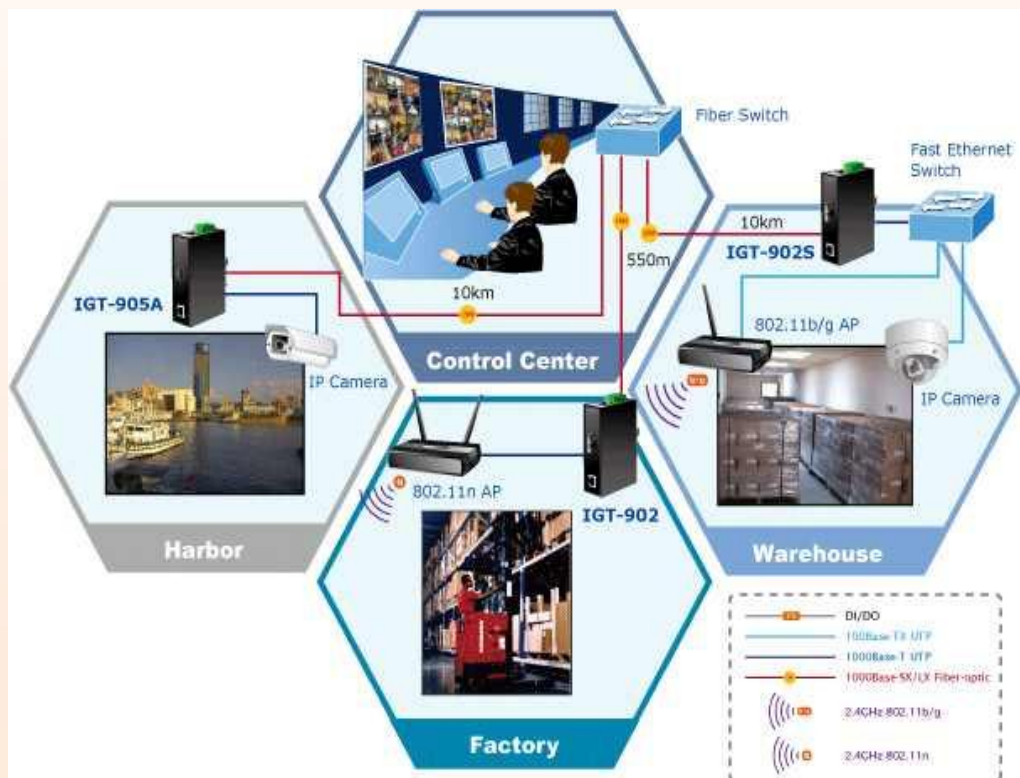 Fiber Switch
Fast Ethernet
Switch
10km
IGT-902S
550m
IGT-905A
10km
802.11b/g AP
Control Center
IP Camera
IP Camera
802.11n AP
IGT-902
Harbor
Warehouse
DI/DO
100Base-TX UTP
1000Base-T UTP
1000Base-SX/LX Fiber-optic
2.4GHz 802.11b/g
2.4GHz 802.11n
Factory